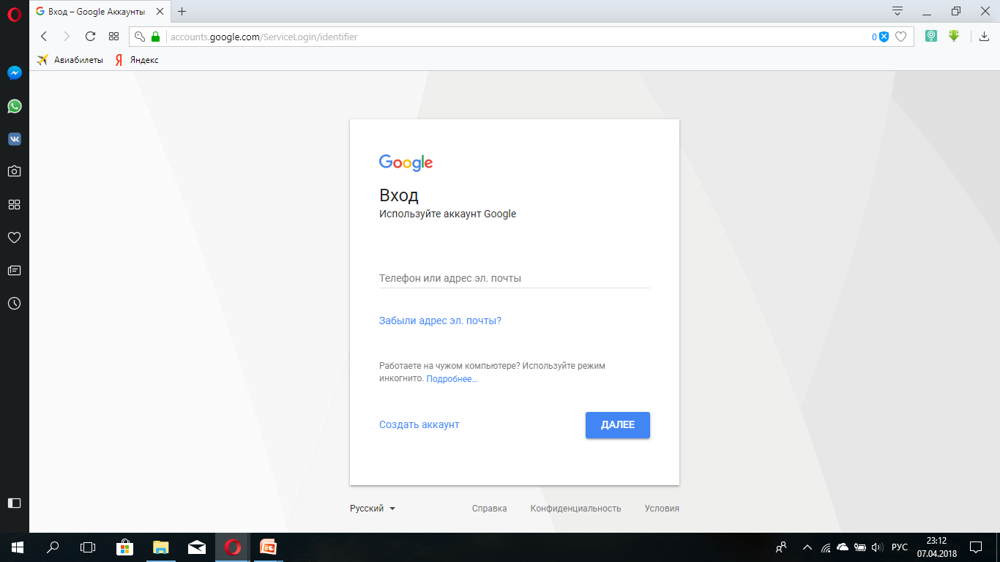 Вход – Google Аккаунты
accounts.google.com/ServiceLogin/identifier
0
Авиабилеты
Яндекс
Google
Вход
Используйте аккаунт Google
Телефон или адрес эл. почты
Забыли адрес эл. почты?
Работаете на чужом компьютере? Используйте режим
инкогнито. Подробнее…
Создать аккаунт
ДАЛЕЕ
Русский
Справка
Конфиденциальность
Условия
РУС
23:12
07.04.2018